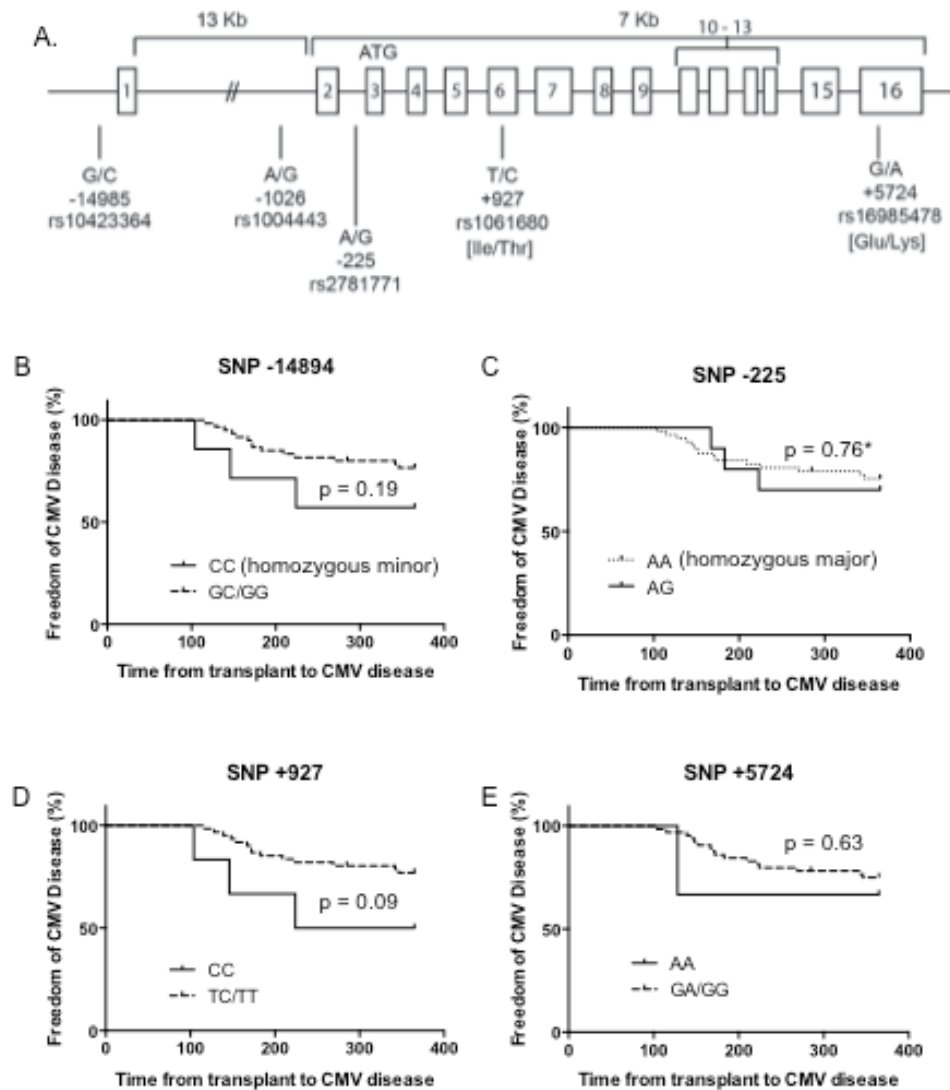 A.
13 Kb
7 Kb
10 - 13
ATG
1
//
2
3
4
5
6
7
8
9
15
16
G/C
-14985
rs10423364
A/G
-1026
rs1004443
A/G
-225
rs2781771
T/C
+927
rs1061680
[Ile/Thr]
G/A
+5724
rs16985478
[Glu/Lys]
B
SNP -14894
Freedom of CMV Disease (%)
100
50
0
p = 0.19
CC (homozygous minor)
GC/GG
0 100 200 300 400
Time from transplant to CMV disease
C
SNP -225
Freedom of CMV Disease (%)
100
50
0
p = 0.76*
AA (homozygous major)
AG
0 100 200 300 400
Time from transplant to CMV disease
D
SNP +927
Freedom of CMV Disease (%)
100
50
0
p = 0.09
CC
TC/TT
0 100 200 300 400
Time from transplant to CMV disease
E
SNP +5724
Freedom of CMV Disease (%)
100
50
0
p = 0.63
AA
GA/GG
0 100 200 300 400
Time from transplant to CMV disease